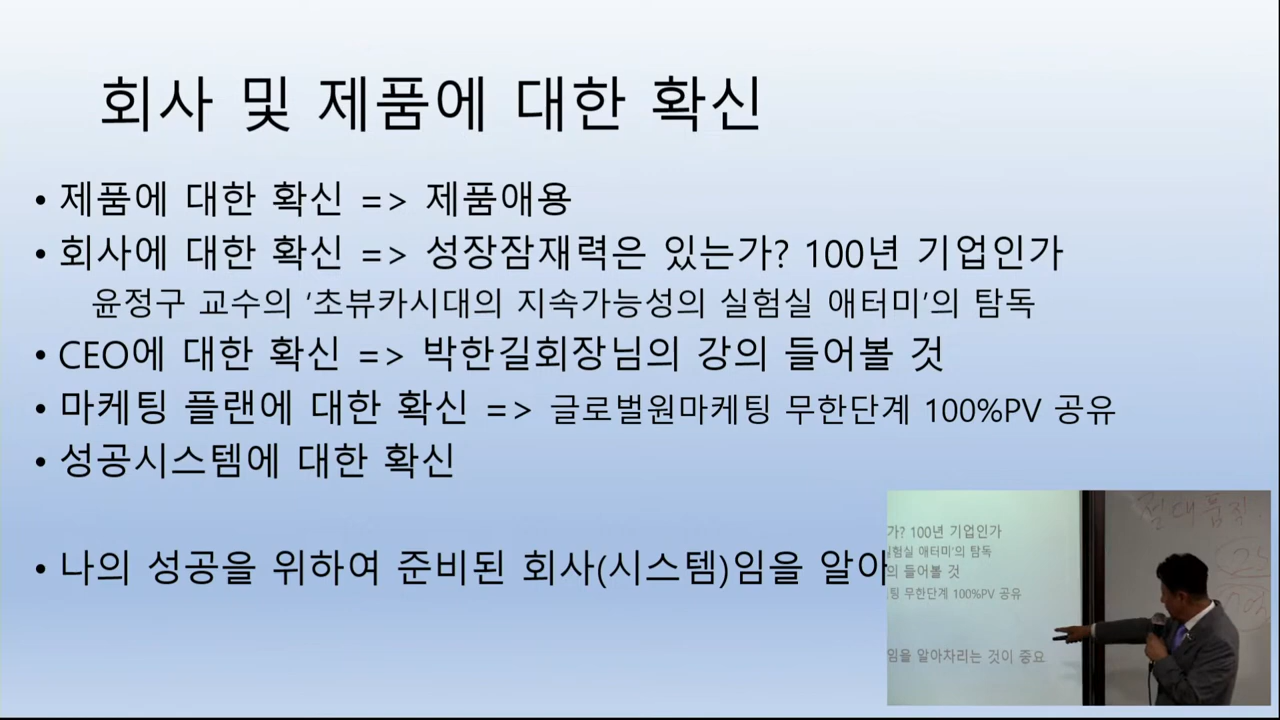 회사 및 제품에 대한 확신
• 제품에 대한 확신 => 제품애용
• 회사에 대한 확신 => 성장잠재력은 있는가? 100년 기업인가
윤정구 교수의 ‘초뷰카시대의 지속가능성의 실험실 애터미’의 탐독
• CEO에 대한 확신 => 박한길회장님의 강의 들어볼 것
• 마케팅 플랜에 대한 확신 => 글로벌원마케팅 무한단계 100%PV 공유
• 성공시스템에 대한 확신
• 나의 성공을 위하여 준비된 회사(시스템)임을 알아
가? 100년 기업인가
실험실 애터미’의 탐독
의 들어볼 것
팅 무한단계 100%PV 공유
임을 알아차리는 것이 중요
절대품질